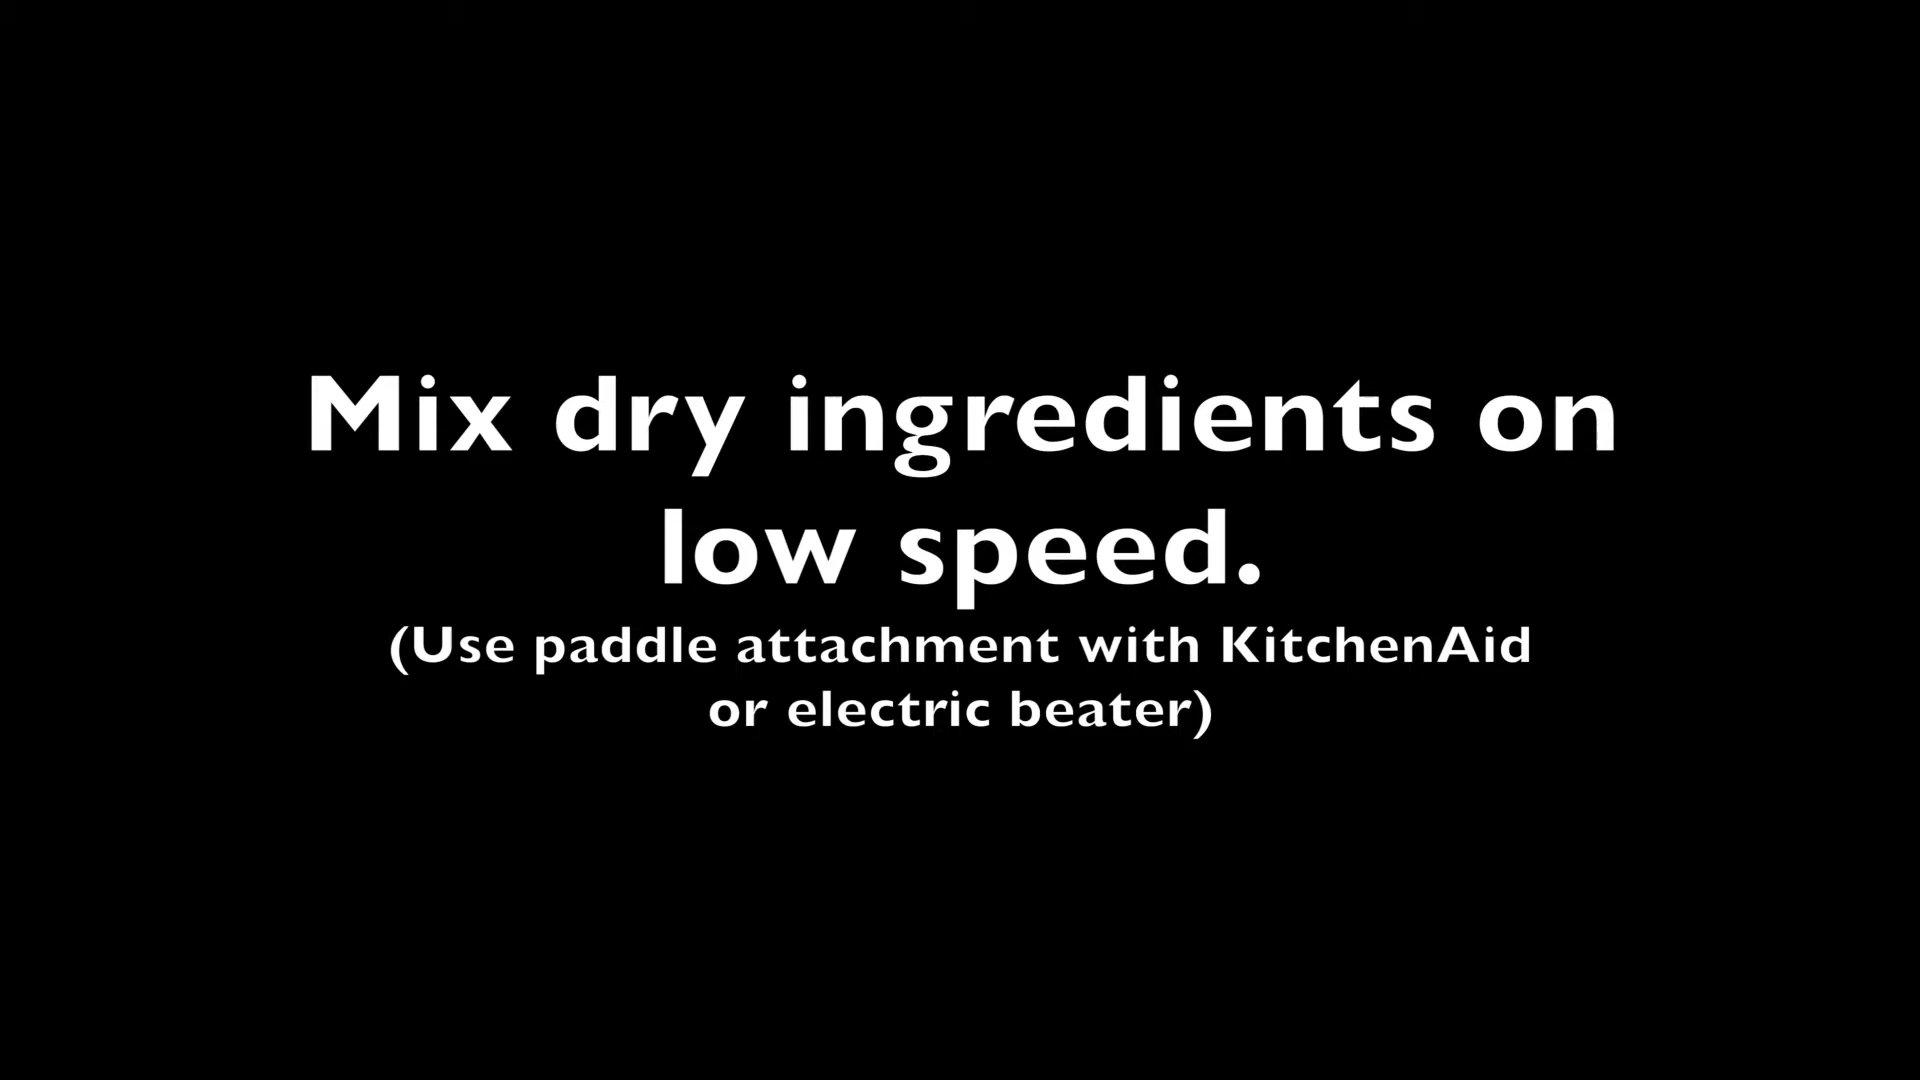 Mix dry ingredients on
low speed.
(Use paddle attachment with KitchenAid
or electric beater)